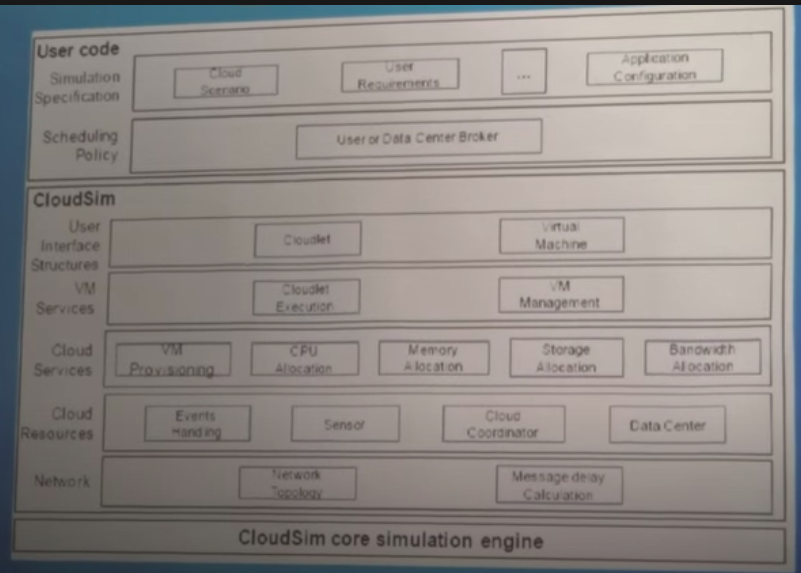 User code
Simulation
Specification
Cloud
Scenario
User
Requirements
...
Application
Configuration
Scheduling
Policy
User or Data Center Broker
CloudSim
User
Interface
Structures
Cloudlet
Virtual
Machine
VM
Services
Cloudlet
Execution
VM
Management
Cloud
Services
VM
Provisioning
CPU
Allocation
Memory
Allocation
Storage
Allocation
Bandwidth
Allocation
Cloud
Resources
Events
Handling
Sensor
Cloud
Coordinator
Data Center
Network
Network
Topology
Message delay
Calculation
CloudSim core simulation engine